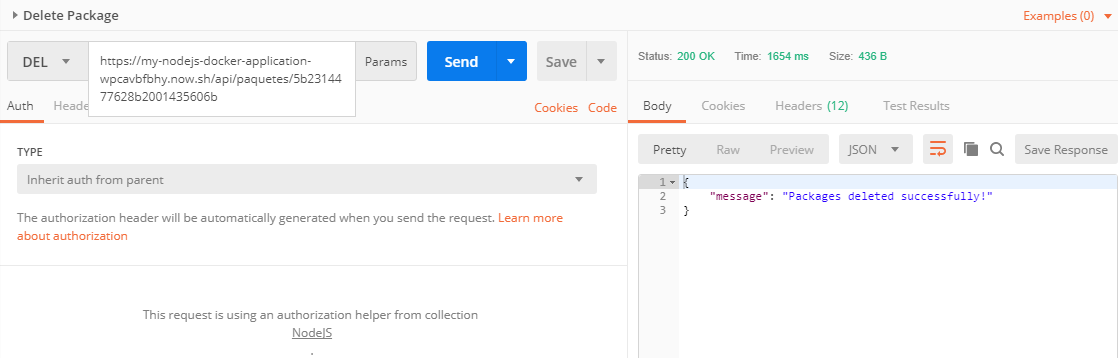 Delete Package
Examples (0)
DEL
https://my-nodejs-docker-application-
wpcavbfbhy.now.sh/api/paquetes/5b23144
77628b2001435606b
Params
Send
Save
Status: 200 OK Time: 1654 ms Size: 436 B
Auth
Heade
Cookies Code
Body Cookies Headers (12) Test Results
TYPE
Inherit auth from parent
The authorization header will be automatically generated when you send the request. Learn more
about authorization
This request is using an authorization helper from collection
NodeJS
.
Pretty Raw Preview JSON Save Response
1 {
2 "message": "Packages deleted successfully!"
3 }